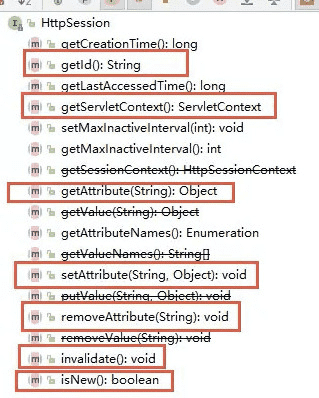 HttpSession
getCreationTime(): long
getId(): String
getLastAccessedTime(): long
getServletContext(): ServletContext
setMaxInactiveInterval(int): void
getMaxInactiveInterval(): int
getSessionContext(): HttpSessionContext
getAttribute(String): Object
getValue(String): Object
getAttributeNames(): Enumeration
getValueNames(): String[]
setAttribute(String, Object): void
putValue(String, Object): void
removeAttribute(String): void
removeValue(String): void
invalidate(): void
isNew(): boolean